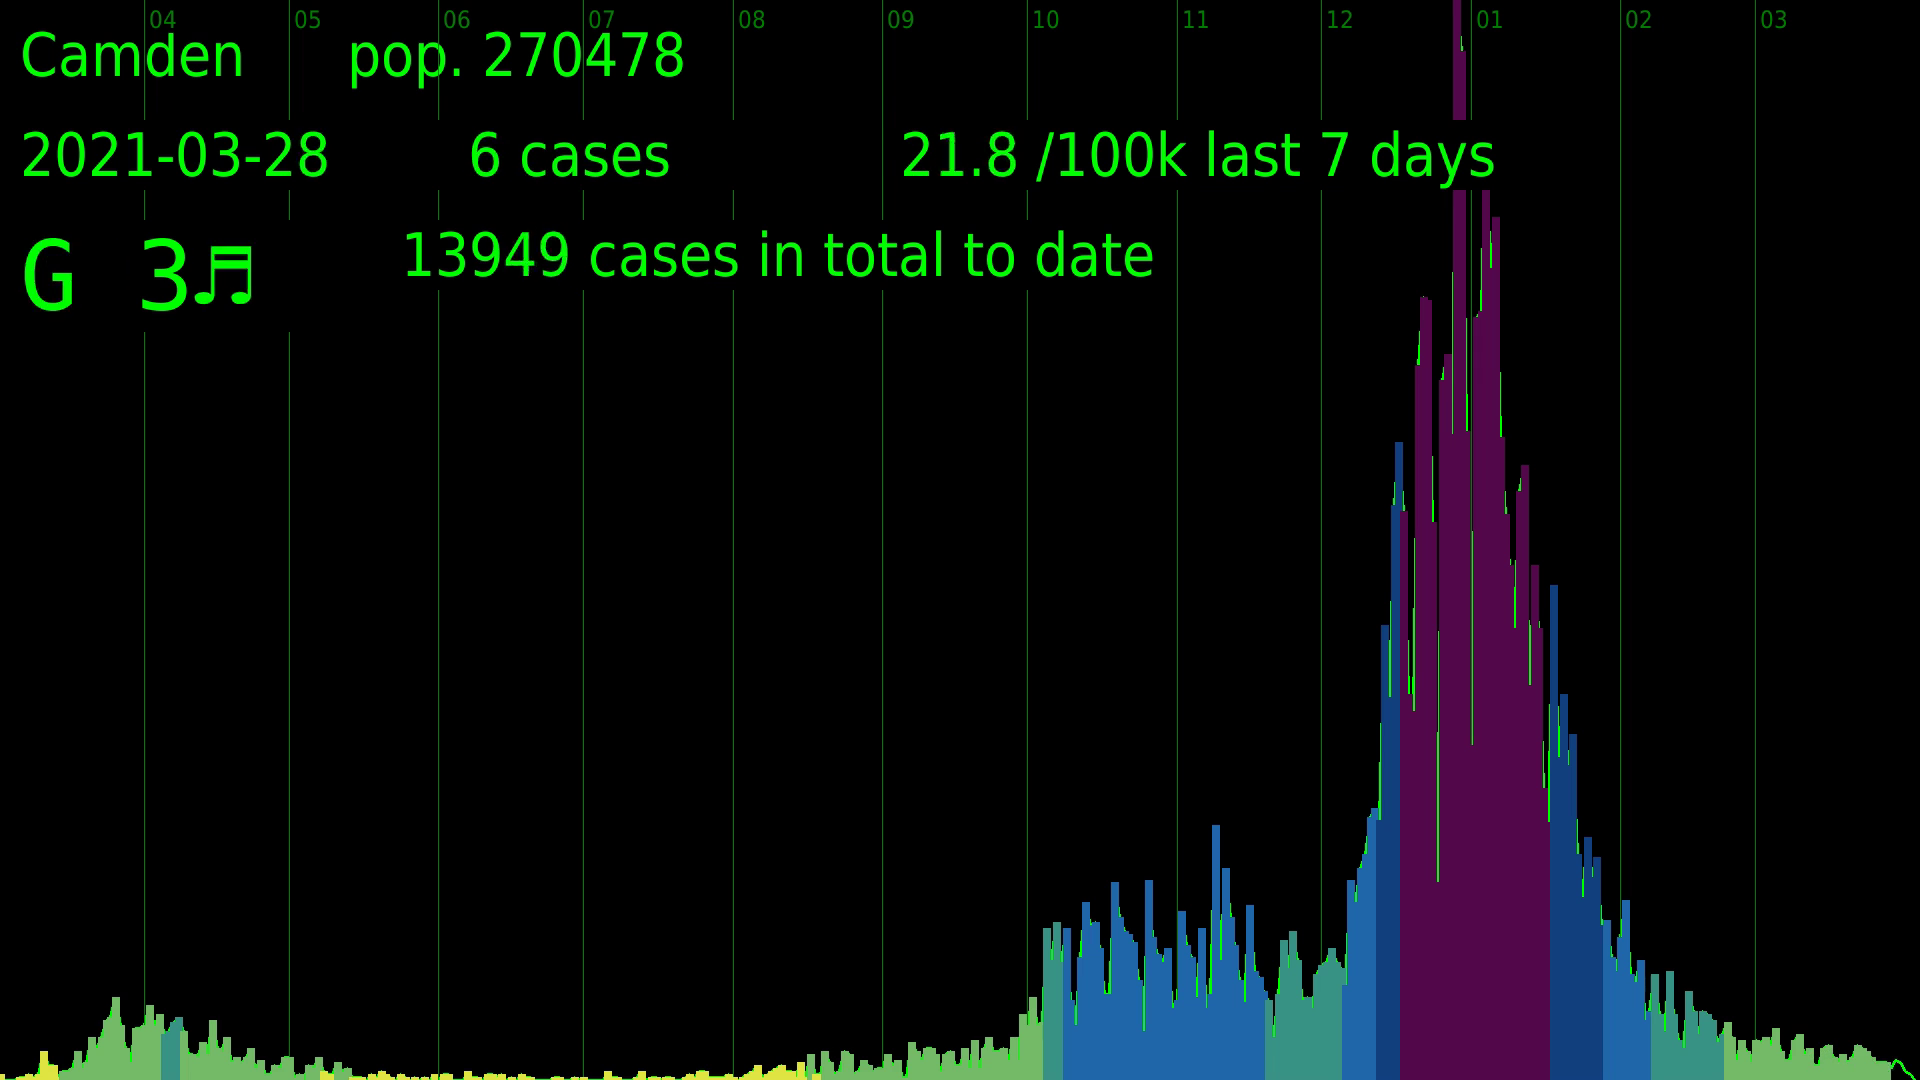 04 05 06 07 08 09 10 11 12 01 02 03
Camden pop. 270478
2021-03-28 6 cases 21.8 /100k last 7 days
G 3♬ 13949 cases in total to date